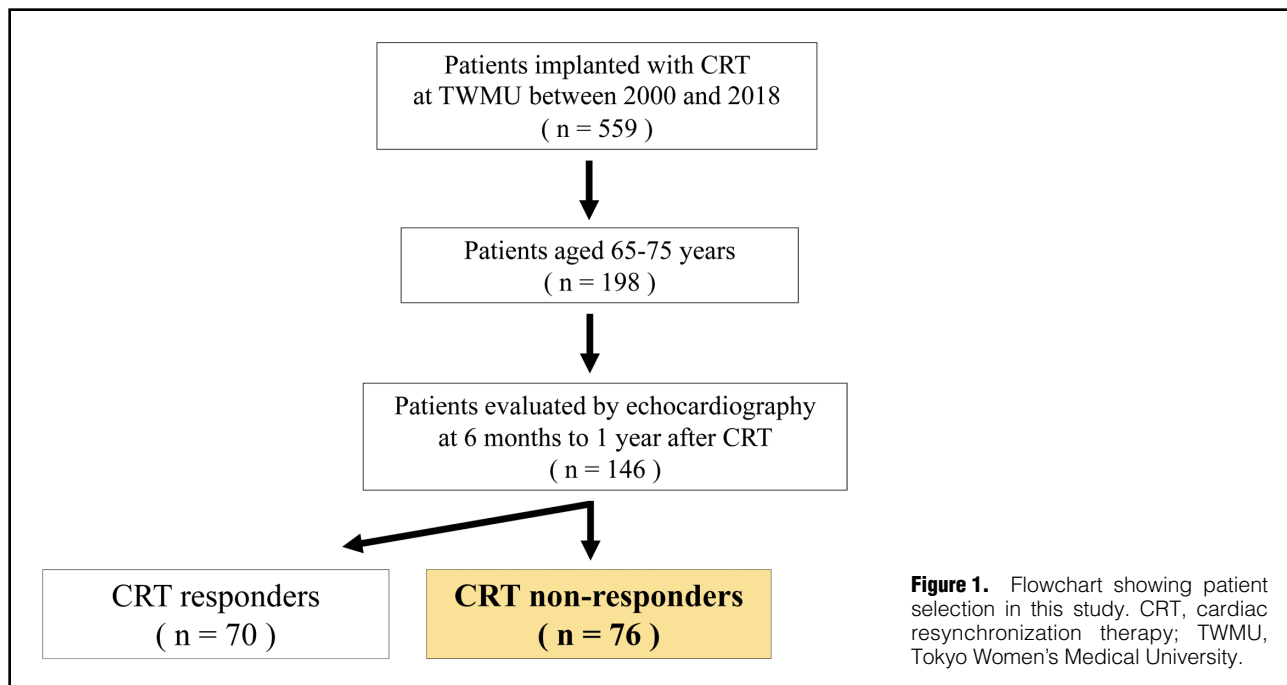 Patients implanted with CRT
at TWMU between 2000 and 2018
( n = 559 )
Patients aged 65-75 years
( n = 198 )
Patients evaluated by echocardiography
at 6 months to 1 year after CRT
( n = 146 )
CRT responders
( n = 70 )
CRT non-responders
( n = 76 )
Figure 1. Flowchart showing patient
selection in this study. CRT, cardiac
resynchronization therapy; TWMU,
Tokyo Women's Medical University.